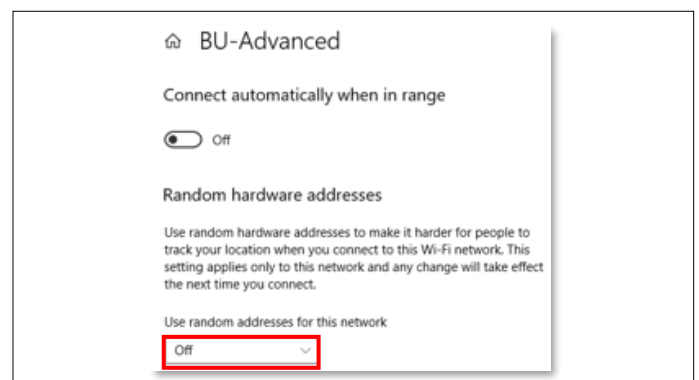 BU-Advanced
Connect automatically when in range
Off
Random hardware addresses
Use random hardware addresses to make it harder for people to
track your location when you connect to this Wi-Fi network. This
setting applies only to this network and any change will take effect
the next time you connect.
Use random addresses for this network
Off